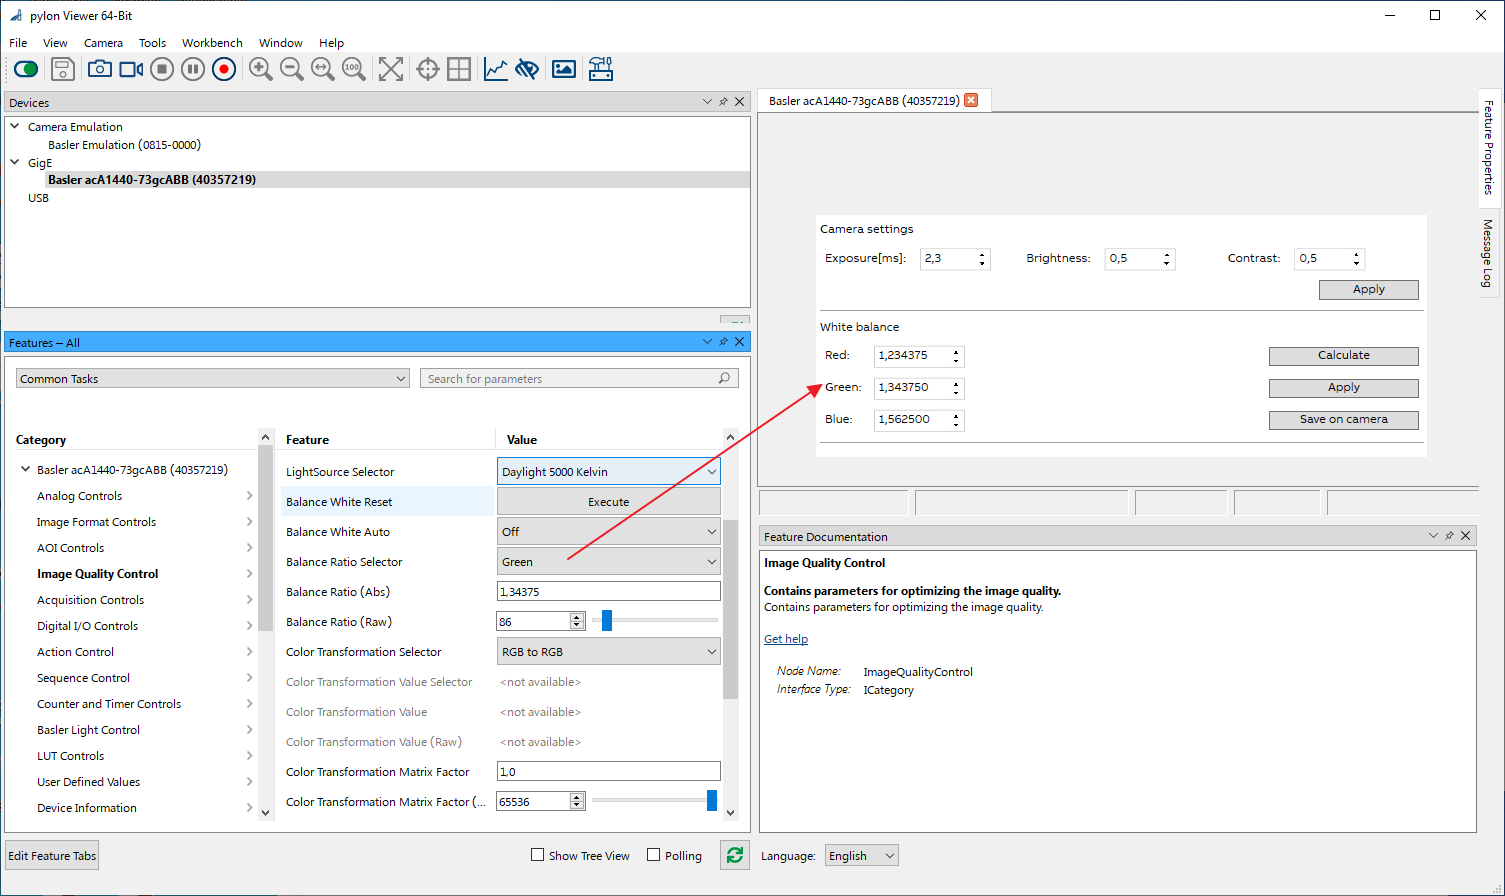 pylon Viewer 64-Bit
File View Camera Tools Workbench Window Help
100
Devices
Camera Emulation
Basler Emulation (0815-0000)
GigE
Basler acA1440-73gcABB (40357219)
USB
Features – All
Common Tasks
Search for parameters
Category
Basler acA1440-73gcABB (40357219)
Analog Controls
Image Format Controls
AOI Controls
Image Quality Control
Acquisition Controls
Digital I/O Controls
Action Control
Sequence Control
Counter and Timer Controls
Basler Light Control
LUT Controls
User Defined Values
Device Information
Feature Value
LightSource Selector Daylight 5000 Kelvin
Balance White Reset Execute
Balance White Auto Off
Balance Ratio Selector Green
Balance Ratio (Abs) 1,34375
Balance Ratio (Raw) 86
Color Transformation Selector RGB to RGB
Color Transformation Value Selector <not available>
Color Transformation Value <not available>
Color Transformation Value (Raw) <not available>
Color Transformation Matrix Factor 1,0
Color Transformation Matrix Factor (... 65536
Edit Feature Tabs
Show Tree View Polling
Basler acA1440-73gcABB (40357219)
Camera settings
Exposure[ms]: 2,3 Brightness: 0,5 Contrast: 0,5
Apply
White balance
Red: 1,234375 Calculate
Green: 1,343750 Apply
Blue: 1,562500 Save on camera
Feature Documentation
Image Quality Control
Contains parameters for optimizing the image quality.
Contains parameters for optimizing the image quality.
Get help
Node Name: ImageQualityControl
Interface Type: ICategory
Language: English
Feature Properties
Message Log